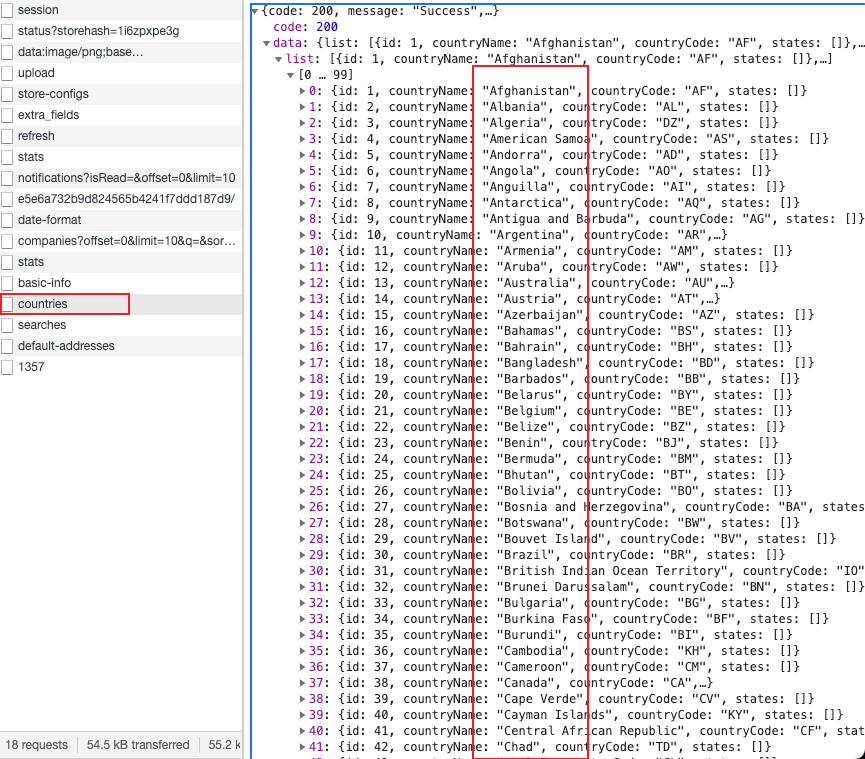 session
status?storehash=1i6zpxpe3g
data:image/png;base…
upload
store-configs
extra_fields
refresh
stats
notifications?isRead=&offset=0&limit=10
e5e6a732b9d824565b4241f7ddd187d9/
date-format
companies?offset=0&limit=10&q=&sor…
stats
basic-info
countries
searches
default-addresses
1357
18 requests 54.5 kB transferred 55.2 k
{code: 200, message: "Success",…}
code: 200
data: {list: [{id: 1, countryName: "Afghanistan", countryCode: "AF", states: []},…
list: [{id: 1, countryName: "Afghanistan", countryCode: "AF", states: []},…]
[0 … 99]
0: {id: 1, countryName: "Afghanistan", countryCode: "AF", states: []}
1: {id: 2, countryName: "Albania", countryCode: "AL", states: []}
2: {id: 3, countryName: "Algeria", countryCode: "DZ", states: []}
3: {id: 4, countryName: "American Samoa", countryCode: "AS", states: []}
4: {id: 5, countryName: "Andorra", countryCode: "AD", states: []}
5: {id: 6, countryName: "Angola", countryCode: "AO", states: []}
6: {id: 7, countryName: "Anguilla", countryCode: "AI", states: []}
7: {id: 8, countryName: "Antarctica", countryCode: "AQ", states: []}
8: {id: 9, countryName: "Antigua and Barbuda", countryCode: "AG", states: []}
9: {id: 10, countryName: "Argentina", countryCode: "AR",…}
10: {id: 11, countryName: "Armenia", countryCode: "AM", states: []}
11: {id: 12, countryName: "Aruba", countryCode: "AW", states: []}
12: {id: 13, countryName: "Australia", countryCode: "AU",…}
13: {id: 14, countryName: "Austria", countryCode: "AT",…}
14: {id: 15, countryName: "Azerbaijan", countryCode: "AZ", states: []}
15: {id: 16, countryName: "Bahamas", countryCode: "BS", states: []}
16: {id: 17, countryName: "Bahrain", countryCode: "BH", states: []}
17: {id: 18, countryName: "Bangladesh", countryCode: "BD", states: []}
18: {id: 19, countryName: "Barbados", countryCode: "BB", states: []}
19: {id: 20, countryName: "Belarus", countryCode: "BY", states: []}
20: {id: 21, countryName: "Belgium", countryCode: "BE", states: []}
21: {id: 22, countryName: "Belize", countryCode: "BZ", states: []}
22: {id: 23, countryName: "Benin", countryCode: "BJ", states: []}
23: {id: 24, countryName: "Bermuda", countryCode: "BM", states: []}
24: {id: 25, countryName: "Bhutan", countryCode: "BT", states: []}
25: {id: 26, countryName: "Bolivia", countryCode: "BO", states: []}
26: {id: 27, countryName: "Bosnia and Herzegovina", countryCode: "BA", states
27: {id: 28, countryName: "Botswana", countryCode: "BW", states: []}
28: {id: 29, countryName: "Bouvet Island", countryCode: "BV", states: []}
29: {id: 30, countryName: "Brazil", countryCode: "BR", states: []}
30: {id: 31, countryName: "British Indian Ocean Territory", countryCode: "IO"
31: {id: 32, countryName: "Brunei Darussalam", countryCode: "BN", states: []}
32: {id: 33, countryName: "Bulgaria", countryCode: "BG", states: []}
33: {id: 34, countryName: "Burkina Faso", countryCode: "BF", states: []}
34: {id: 35, countryName: "Burundi", countryCode: "BI", states: []}
35: {id: 36, countryName: "Cambodia", countryCode: "KH", states: []}
36: {id: 37, countryName: "Cameroon", countryCode: "CM", states: []}
37: {id: 38, countryName: "Canada", countryCode: "CA",…}
38: {id: 39, countryName: "Cape Verde", countryCode: "CV", states: []}
39: {id: 40, countryName: "Cayman Islands", countryCode: "KY", states: []}
40: {id: 41, countryName: "Central African Republic", countryCode: "CF", stat
41: {id: 42, countryName: "Chad", countryCode: "TD", states: []}